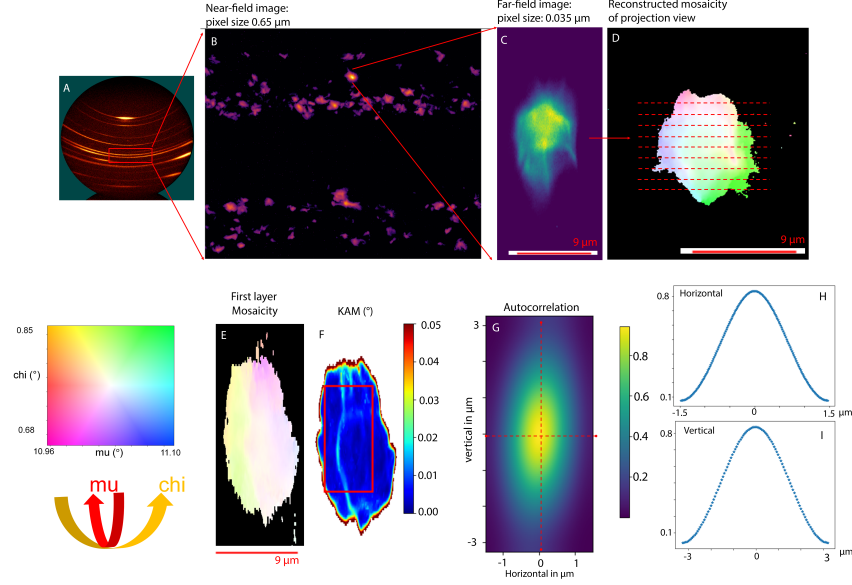 Near-field image:
pixel size 0.65 µm
Far-field image:
pixel size: 0.035 µm
Reconstructed mosaicity
of projection view
A
B
C
D
9 µm
9 µm
First layer
Mosaicity
KAM (°)
Autocorrelation
0.85
chi (°)
0.68
10.96
mu (°)
11.10
mu
chi
E
9 µm
F
0.05
0.04
0.03
0.02
0.01
0.00
G
3
vertical in µm
-3
-1
0
1
Horizontal in µm
0.8
0.6
0.4
0.2
Horizontal
H
0.8
0.1
-1.5
0
1.5
µm
Vertical
I
0.8
0.1
-3
0
3
µm